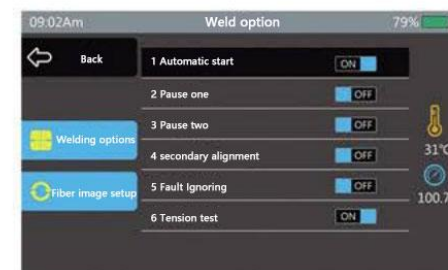 09:02Am Weld option 79%
Back
Welding options
Fiber image setup
1 Automatic start ON
2 Pause one OFF
3 Pause two OFF
4 secondary alignment OFF
5 Fault Ignoring OFF
6 Tension test ON
31°C
100.7